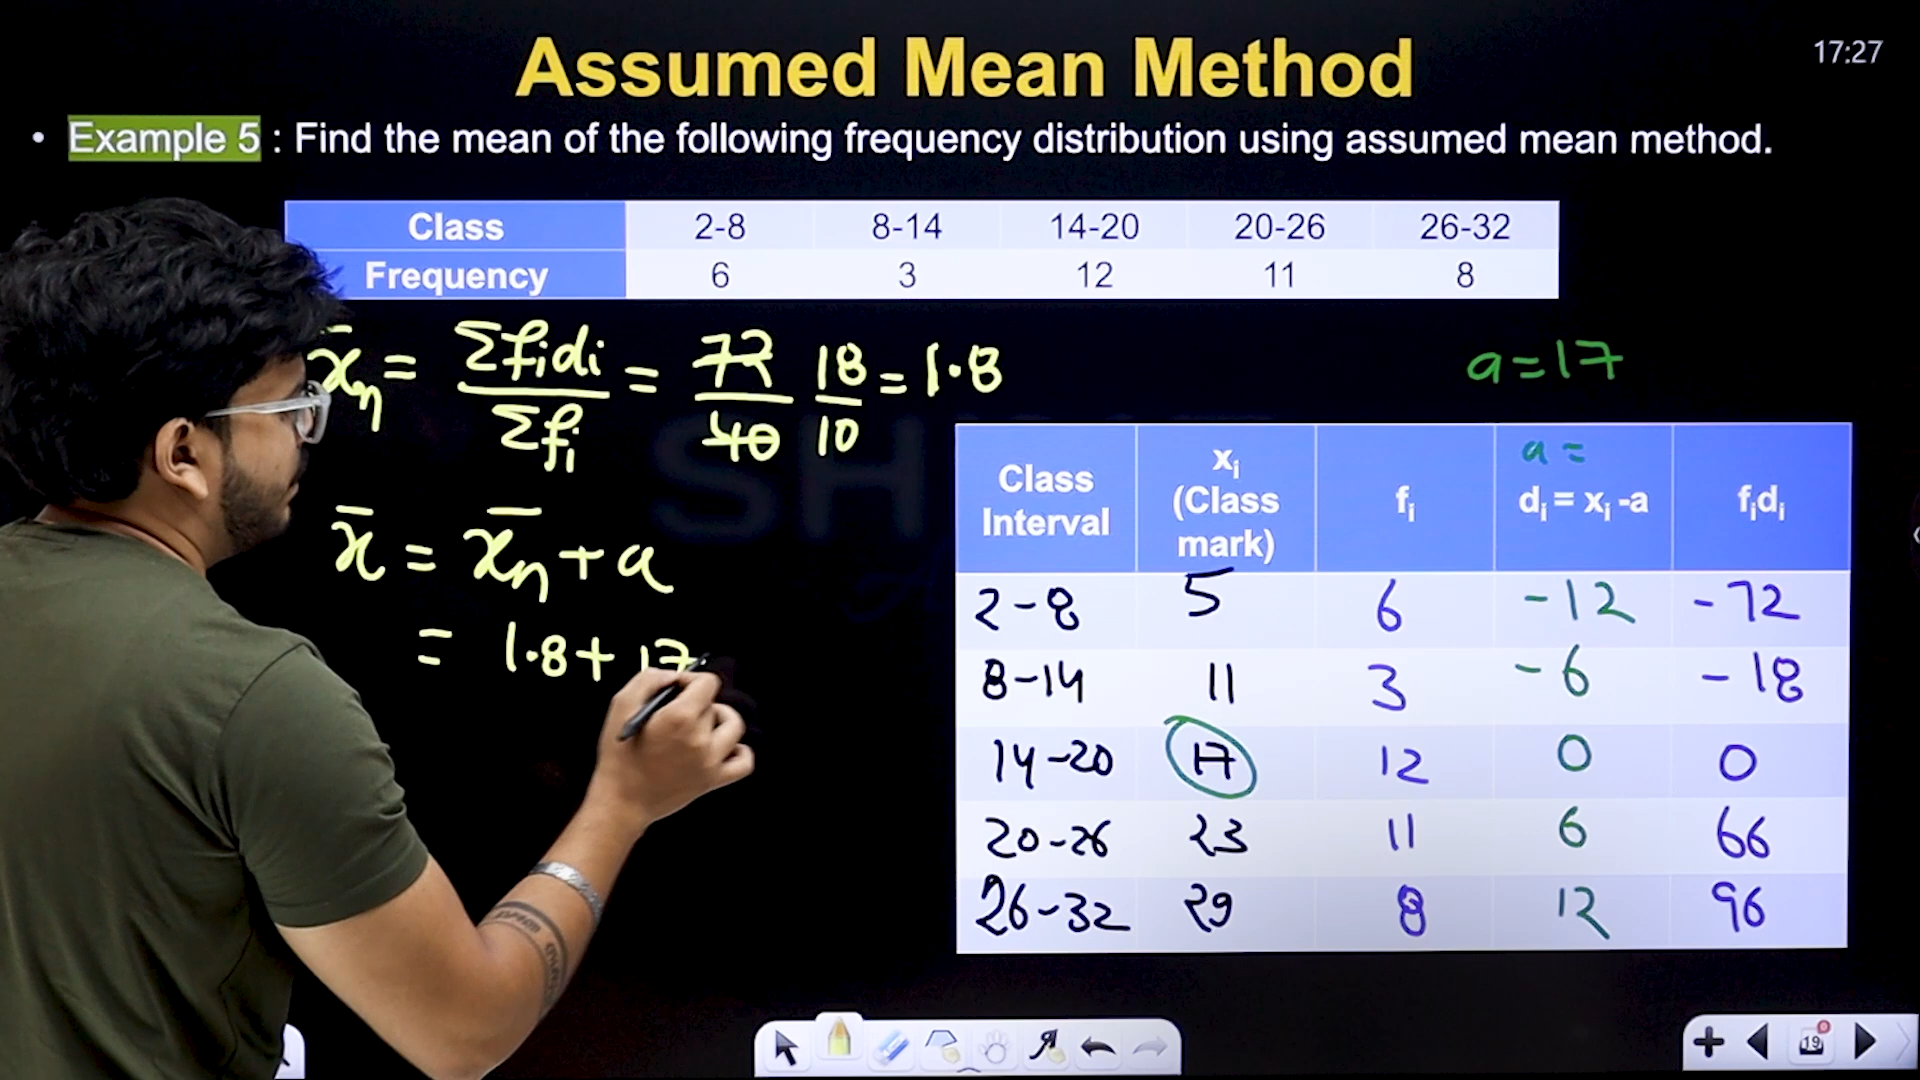 Assumed Mean Method
17:27
• Example 5 : Find the mean of the following frequency distribution using assumed mean method.
Class 2-8 8-14 14-20 20-26 26-32
Frequency 6 3 12 11 8
x̄n = Σfidi / Σfi = 72/40 18/10 = 1.8
a = 17
x̄ = x̄n + a
= 1.8 + 17
Class Interval xi (Class mark) fi a = di = xi -a fidi
2-8 5 6 -12 -72
8-14 11 3 -6 -18
14-20 17 12 0 0
20-26 23 11 6 66
26-32 29 8 12 96
19